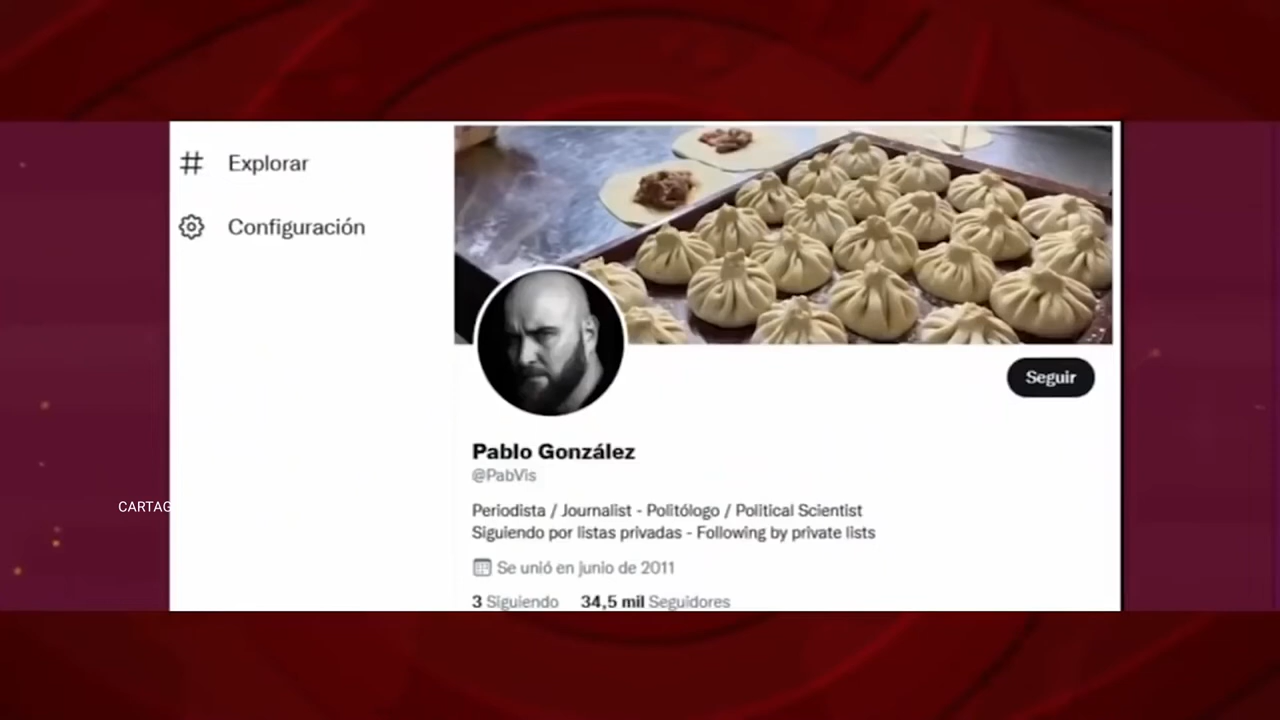 Explorar
Configuración
Seguir
Pablo González
@PabVis
CARTAG
Periodista / Journalist - Politólogo / Political Scientist
Siguiendo por listas privadas - Following by private lists
Se unió en junio de 2011
3 Siguiendo 34,5 mil Seguidores